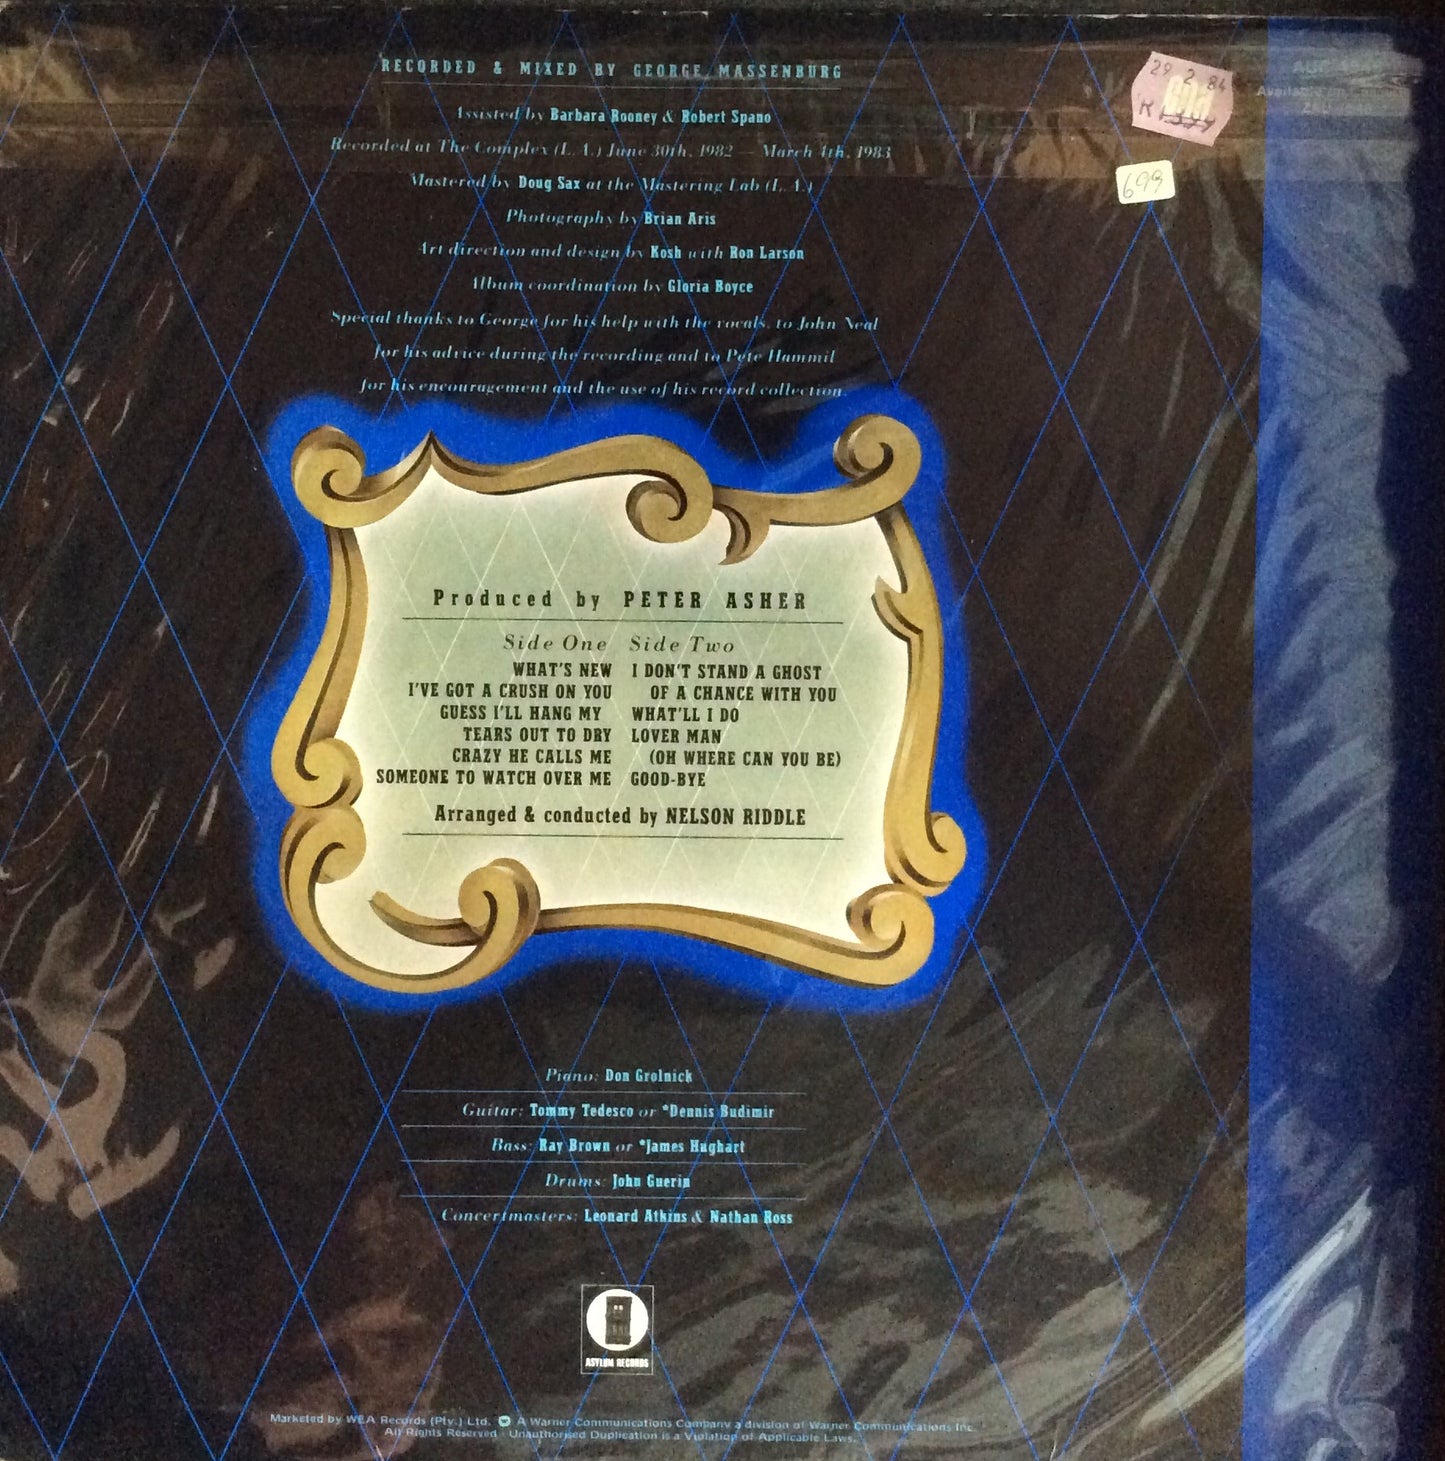 RECORDED & MIXED BY GEORGE MASSENBURG
Assisted by Barbara Rooney & Robert Spano
Recorded at The Complex (L.A.) June 30th, 1982 — March 4th, 1983
Mastered by Doug Sax at the Mastering Lab (L.A.)
Photography by Brian Aris
Art direction and design by Kosh with Ron Larson
Album coordination by Gloria Boyce
Special thanks to George for his help with the vocals, to John Neal
for his advice during the recording and to Pete Hammil
for his encouragement and the use of his record collection.
29 2 84
699
Produced by PETER ASHER
Side One
WHAT'S NEW
I'VE GOT A CRUSH ON YOU
GUESS I'LL HANG MY
TEARS OUT TO DRY
CRAZY HE CALLS ME
SOMEONE TO WATCH OVER ME
Side Two
I DON'T STAND A GHOST
OF A CHANCE WITH YOU
WHAT'LL I DO
LOVER MAN
(OH WHERE CAN YOU BE)
GOOD-BYE
Arranged & conducted by NELSON RIDDLE
Piano: Don Grolnick
Guitar: Tommy Tedesco or *Dennis Budimir
Bass: Ray Brown or *James Hughart
Drums: John Guerin
Concertmasters: Leonard Atkins & Nathan Ross
ASYLUM RECORDS
Marketed by WEA Records (Pty.) Ltd. A Warner Communications Company a division of Warner Communications Inc.
All Rights Reserved · Unauthorised Duplication is a Violation of Applicable Laws.